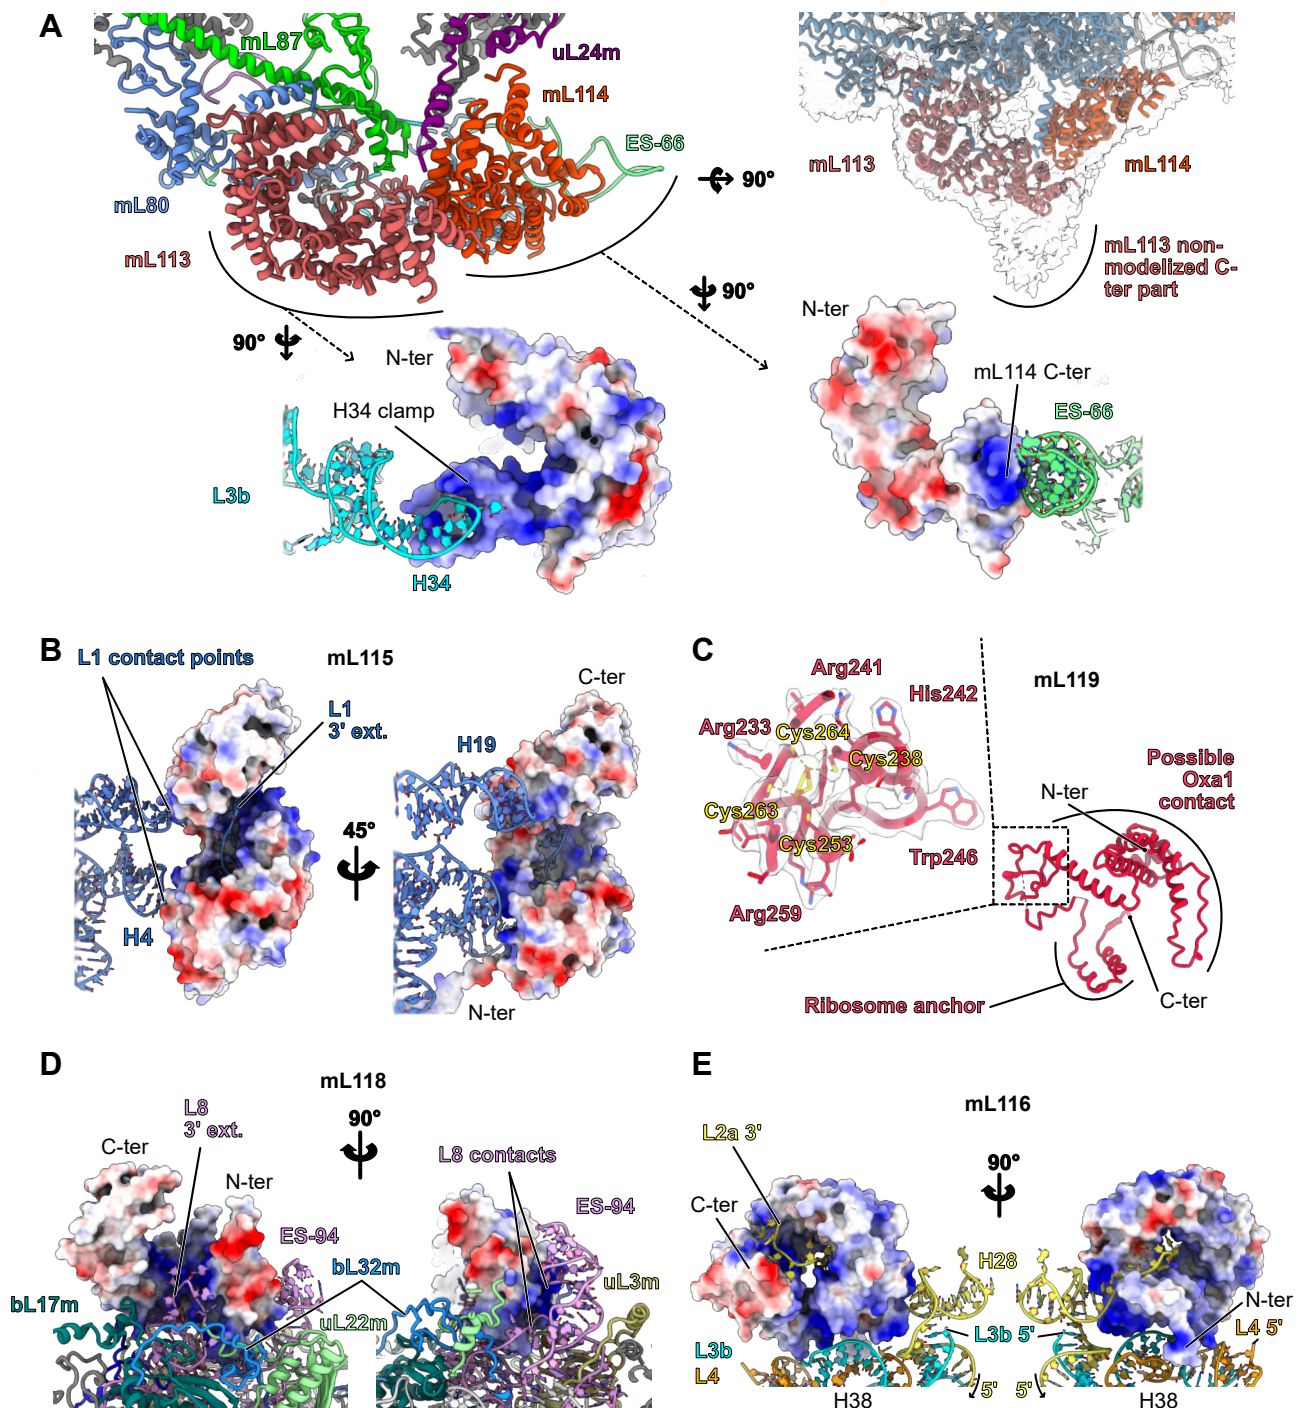 A
mL87
uL24m
mL114
ES-66
mL80
mL113
90°
mL113
mL114
mL113 non-
modelized C-
ter part
90°
90°
N-ter
H34 clamp
L3b
H34
N-ter
mL114 C-ter
ES-66
B
L1 contact points
mL115
C-ter
L1
3' ext.
H19
45°
H4
N-ter
C
mL119
Arg241
His242
Arg233
Cys264
Cys238
Cys263
Cys253
Trp246
Arg259
Possible
Oxa1
contact
N-ter
Ribosome anchor
C-ter
D
mL118
90°
L8
3' ext.
C-ter
N-ter
L8 contacts
ES-94
ES-94
bL32m
bL17m
uL22m
uL3m
E
mL116
L2a 3'
90°
C-ter
H28
N-ter
L3b
L3b 5'
L4 5'
L4
5'
5'
H38
H38